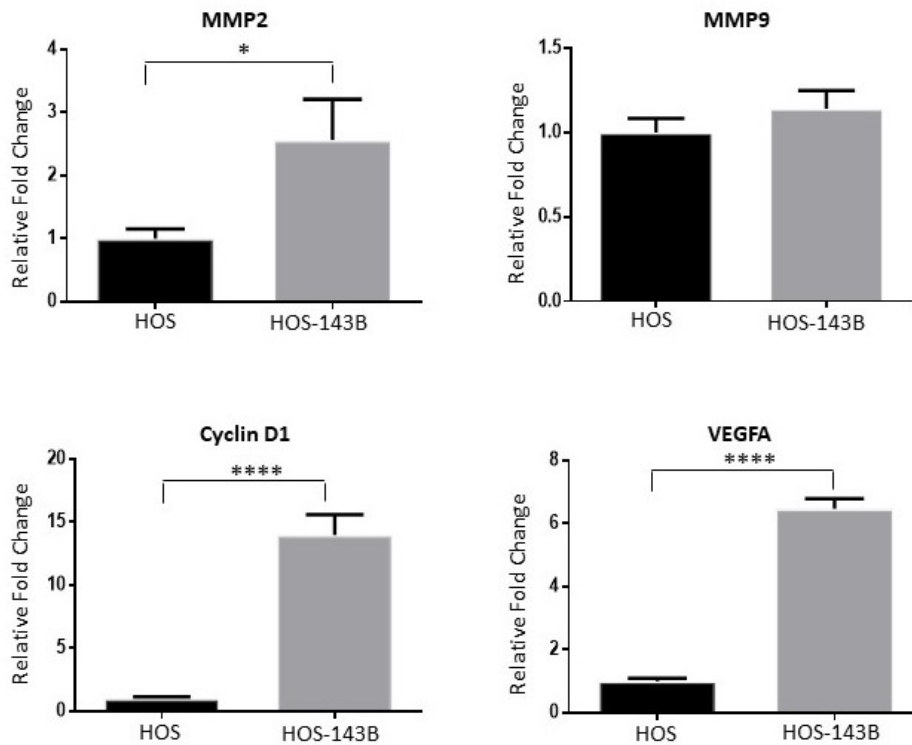 MMP2
Relative Fold Change
4
3
2
1
0
*
HOS
HOS-143B
MMP9
Relative Fold Change
1.5
1.0
0.5
0.0
HOS
HOS-143B
Cyclin D1
Relative Fold Change
20
15
10
5
0
****
HOS
HOS-143B
VEGFA
Relative Fold Change
8
6
4
2
0
****
HOS
HOS-143B